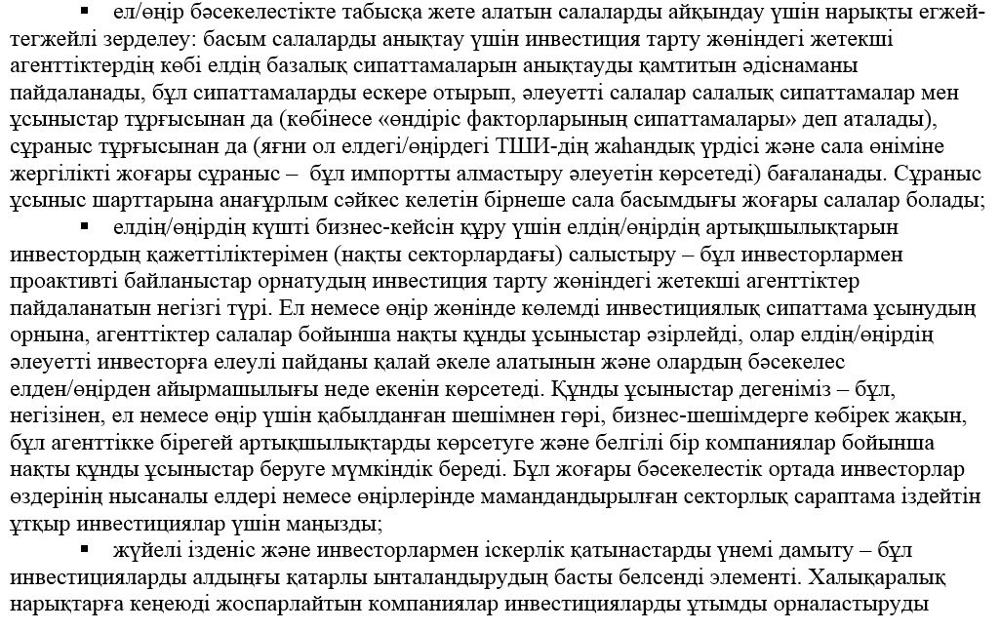 ▪ ел/өңір бәсекелестікте табысқа жете алатын салаларды айқындау үшін нарықты егжей-
тегжейлі зерделеу: басым салаларды анықтау үшін инвестиция тарту жөніндегі жетекші
агенттіктердің көбі елдің базалық сипаттамаларын анықтауды қамтитын әдіснаманы
пайдаланады, бұл сипаттамаларды ескере отырып, әлеуетті салалар салалық сипаттамалар мен
ұсыныстар тұрғысынан да (көбінесе «өндіріс факторларының сипаттамалары» деп аталады),
сұраныс тұрғысынан да (яғни ол елдегі/өңірдегі ТШИ-дің жаһандық үрдісі және сала өніміне
жергілікті жоғары сұраныс – бұл импортты алмастыру әлеуетін көрсетеді) бағаланады. Сұраныс
ұсыныс шарттарына анағұрлым сәйкес келетін бірнеше сала басымдығы жоғары салалар болады;
▪ елдің/өңірдің күшті бизнес-кейсін құру үшін елдің/өңірдің артықшылықтарын
инвестордың қажеттіліктерімен (нақты секторлардағы) салыстыру – бұл инвесторлармен
проактивті байланыстар орнатудың инвестиция тарту жөніндегі жетекші агенттіктер
пайдаланатын негізгі түрі. Ел немесе өңір жөнінде көлемді инвестициялық сипаттама ұсынудың
орнына, агенттіктер салалар бойынша нақты құнды ұсыныстар әзірлейді, олар елдің/өңірдің
әлеуетті инвесторға елеулі пайданы қалай әкеле алатынын және олардың бәсекелес
елден/өңірден айырмашылығы неде екенін көрсетеді. Құнды ұсыныстар дегеніміз – бұл,
негізінен, ел немесе өңір үшін қабылданған шешімнен гөрі, бизнес-шешімдерге көбірек жақын,
бұл агенттікке бірегей артықшылықтарды көрсетуге және белгілі бір компаниялар бойынша
нақты құнды ұсыныстар беруге мүмкіндік береді. Бұл жоғары бәсекелестік ортада инвесторлар
өздерінің нысаналы елдері немесе өңірлерінде мамандандырылған секторлық сараптама іздейтін
ұтқыр инвестициялар үшін маңызды;
▪ жүйелі ізденіс және инвесторлармен іскерлік қатынастарды үнемі дамыту – бұл
инвестицияларды алдыңғы қатарлы ынталандырудың басты белсенді элементі. Халықаралық
нарықтарға кеңеюді жоспарлайтын компаниялар инвестицияларды ұтымды орналастыруды